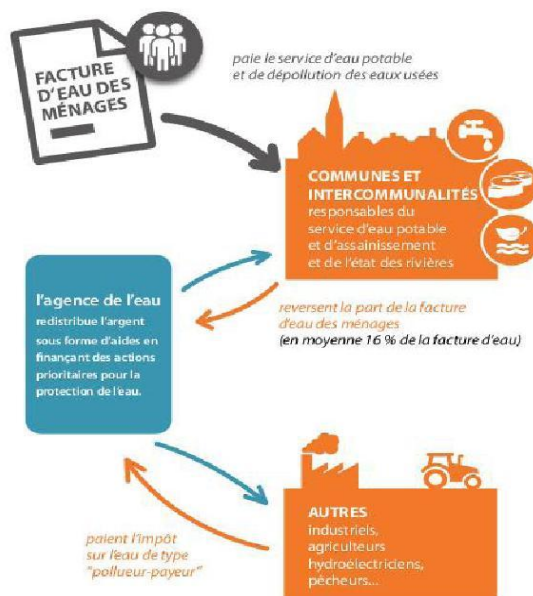 FACTURE
D'EAU DES
MÉNAGES
paie le service d'eau potable
et de dépollution des eaux usées
COMMUNES ET
INTERCOMMUNALITÉS
responsables du
service d'eau potable
et d'assainissement
et de l'état des rivières
l'agence de l'eau
redistribue l'argent
sous forme d'aides en
finançant des actions
prioritaires pour la
protection de l'eau.
reversent la part de la facture
d'eau des ménages
(en moyenne 16 % de la facture d'eau)
AUTRES
industriels,
agriculteurs
hydroélectriciens,
pêcheurs...
paient l'impôt
sur l'eau de type
"pollueur-payeur"